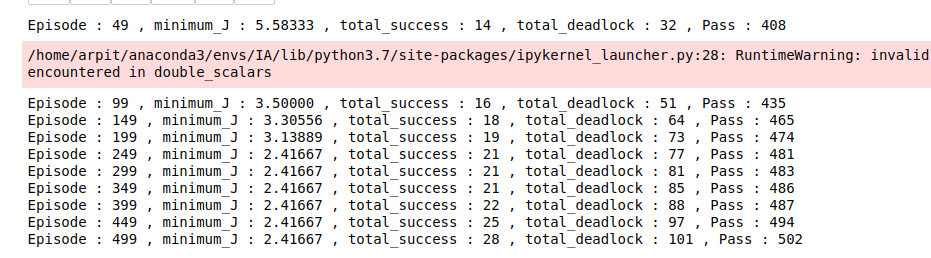 Episode : 49 , minimum_J : 5.58333 , total_success : 14 , total_deadlock : 32 , Pass : 408
/home/arpit/anaconda3/envs/IA/lib/python3.7/site-packages/ipykernel_launcher.py:28: RuntimeWarning: invalid
encountered in double_scalars
Episode : 99 , minimum_J : 3.50000 , total_success : 16 , total_deadlock : 51 , Pass : 435
Episode : 149 , minimum_J : 3.30556 , total_success : 18 , total_deadlock : 64 , Pass : 465
Episode : 199 , minimum_J : 3.13889 , total_success : 19 , total_deadlock : 73 , Pass : 474
Episode : 249 , minimum_J : 2.41667 , total_success : 21 , total_deadlock : 77 , Pass : 481
Episode : 299 , minimum_J : 2.41667 , total_success : 21 , total_deadlock : 81 , Pass : 483
Episode : 349 , minimum_J : 2.41667 , total_success : 21 , total_deadlock : 85 , Pass : 486
Episode : 399 , minimum_J : 2.41667 , total_success : 22 , total_deadlock : 88 , Pass : 487
Episode : 449 , minimum_J : 2.41667 , total_success : 25 , total_deadlock : 97 , Pass : 494
Episode : 499 , minimum_J : 2.41667 , total_success : 28 , total_deadlock : 101 , Pass : 502